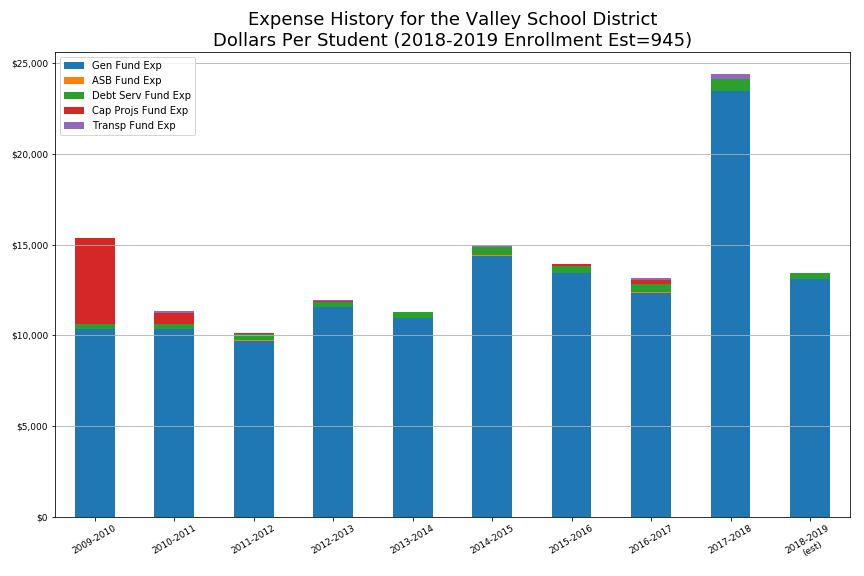 Expense History for the Valley School District
Dollars Per Student (2018-2019 Enrollment Est=945)
Gen Fund Exp
ASB Fund Exp
Debt Serv Fund Exp
Cap Projs Fund Exp
Transp Fund Exp
$25,000
$20,000
$15,000
$10,000
$5,000
$0
2009-2010
2010-2011
2011-2012
2012-2013
2013-2014
2014-2015
2015-2016
2016-2017
2017-2018
2018-2019
(est)